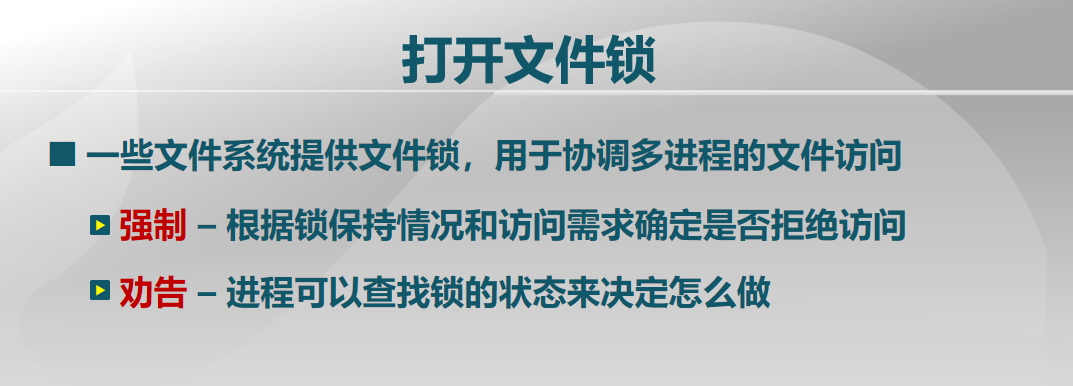 打开文件锁
一些文件系统提供文件锁，用于协调多进程的文件访问
强制 – 根据锁保持情况和访问需求确定是否拒绝访问
劝告 – 进程可以查找锁的状态来决定怎么做